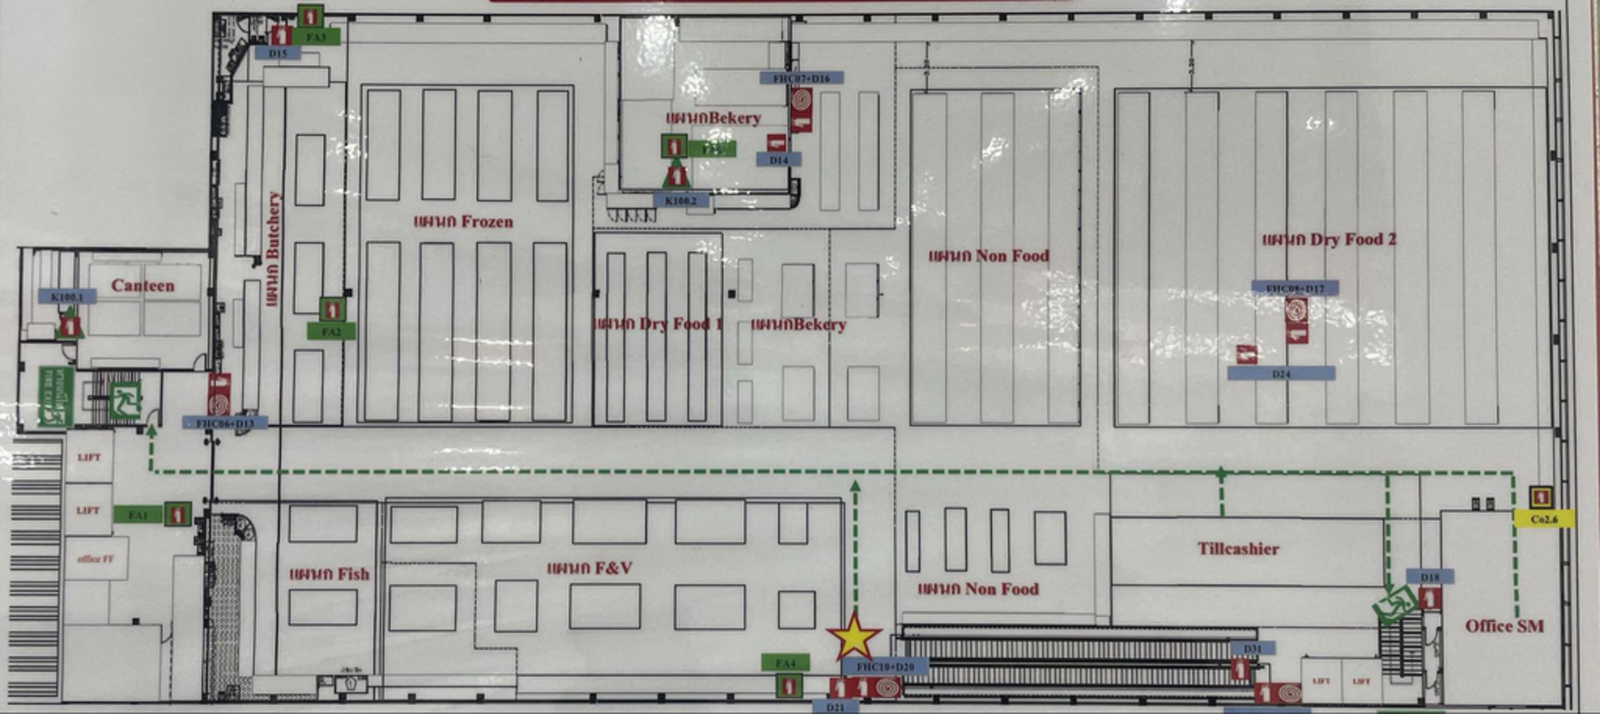 FA3
D15
FHC07+D16
แผนกBekery
D14
K100.2
แผนก Butchery
แผนก Frozen
แผนก Non Food
แผนก Dry Food 2
Canteen
K100.1
FHC08+D17
FA2
แผนก Dry Food 1
แผนกBekery
D24
FIRE EXIT
FHC06+D13
LIFT
LIFT
FA1
Co2.6
office FF
แผนก Fish
แผนก F&V
Tillcashier
แผนก Non Food
D18
Office SM
D31
FA4
FHC10+D20
LIFT
LIFT
D21